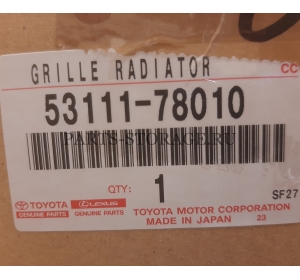 GRILLE RADIATOR
CC
53111-78010
PARTS-STORAGE.RU
QTY:
1
SF27
TOYOTA
LEXUS
GENUINE PARTS
GENUINE PARTS
TOYOTA MOTOR CORPORATION
MADE IN JAPAN
23